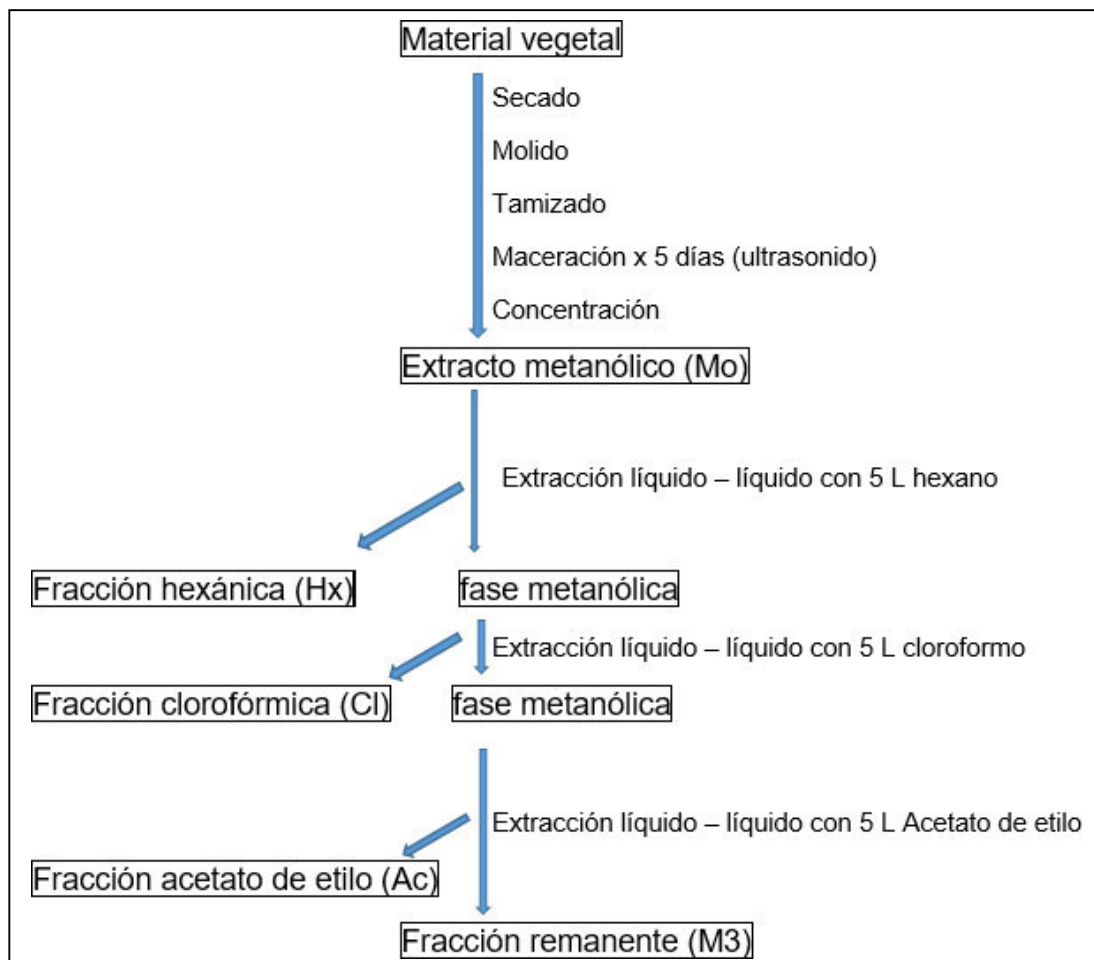 Material vegetal
Secado
Molido
Tamizado
Maceración x 5 días (ultrasonido)
Concentración
Extracto metanólico (Mo)
Extracción líquido – líquido con 5 L hexano
Fracción hexánica (Hx)
fase metanólica
Extracción líquido – líquido con 5 L cloroformo
Fracción clorofórmica (Cl)
fase metanólica
Extracción líquido – líquido con 5 L Acetato de etilo
Fracción acetato de etilo (Ac)
Fracción remanente (M3)